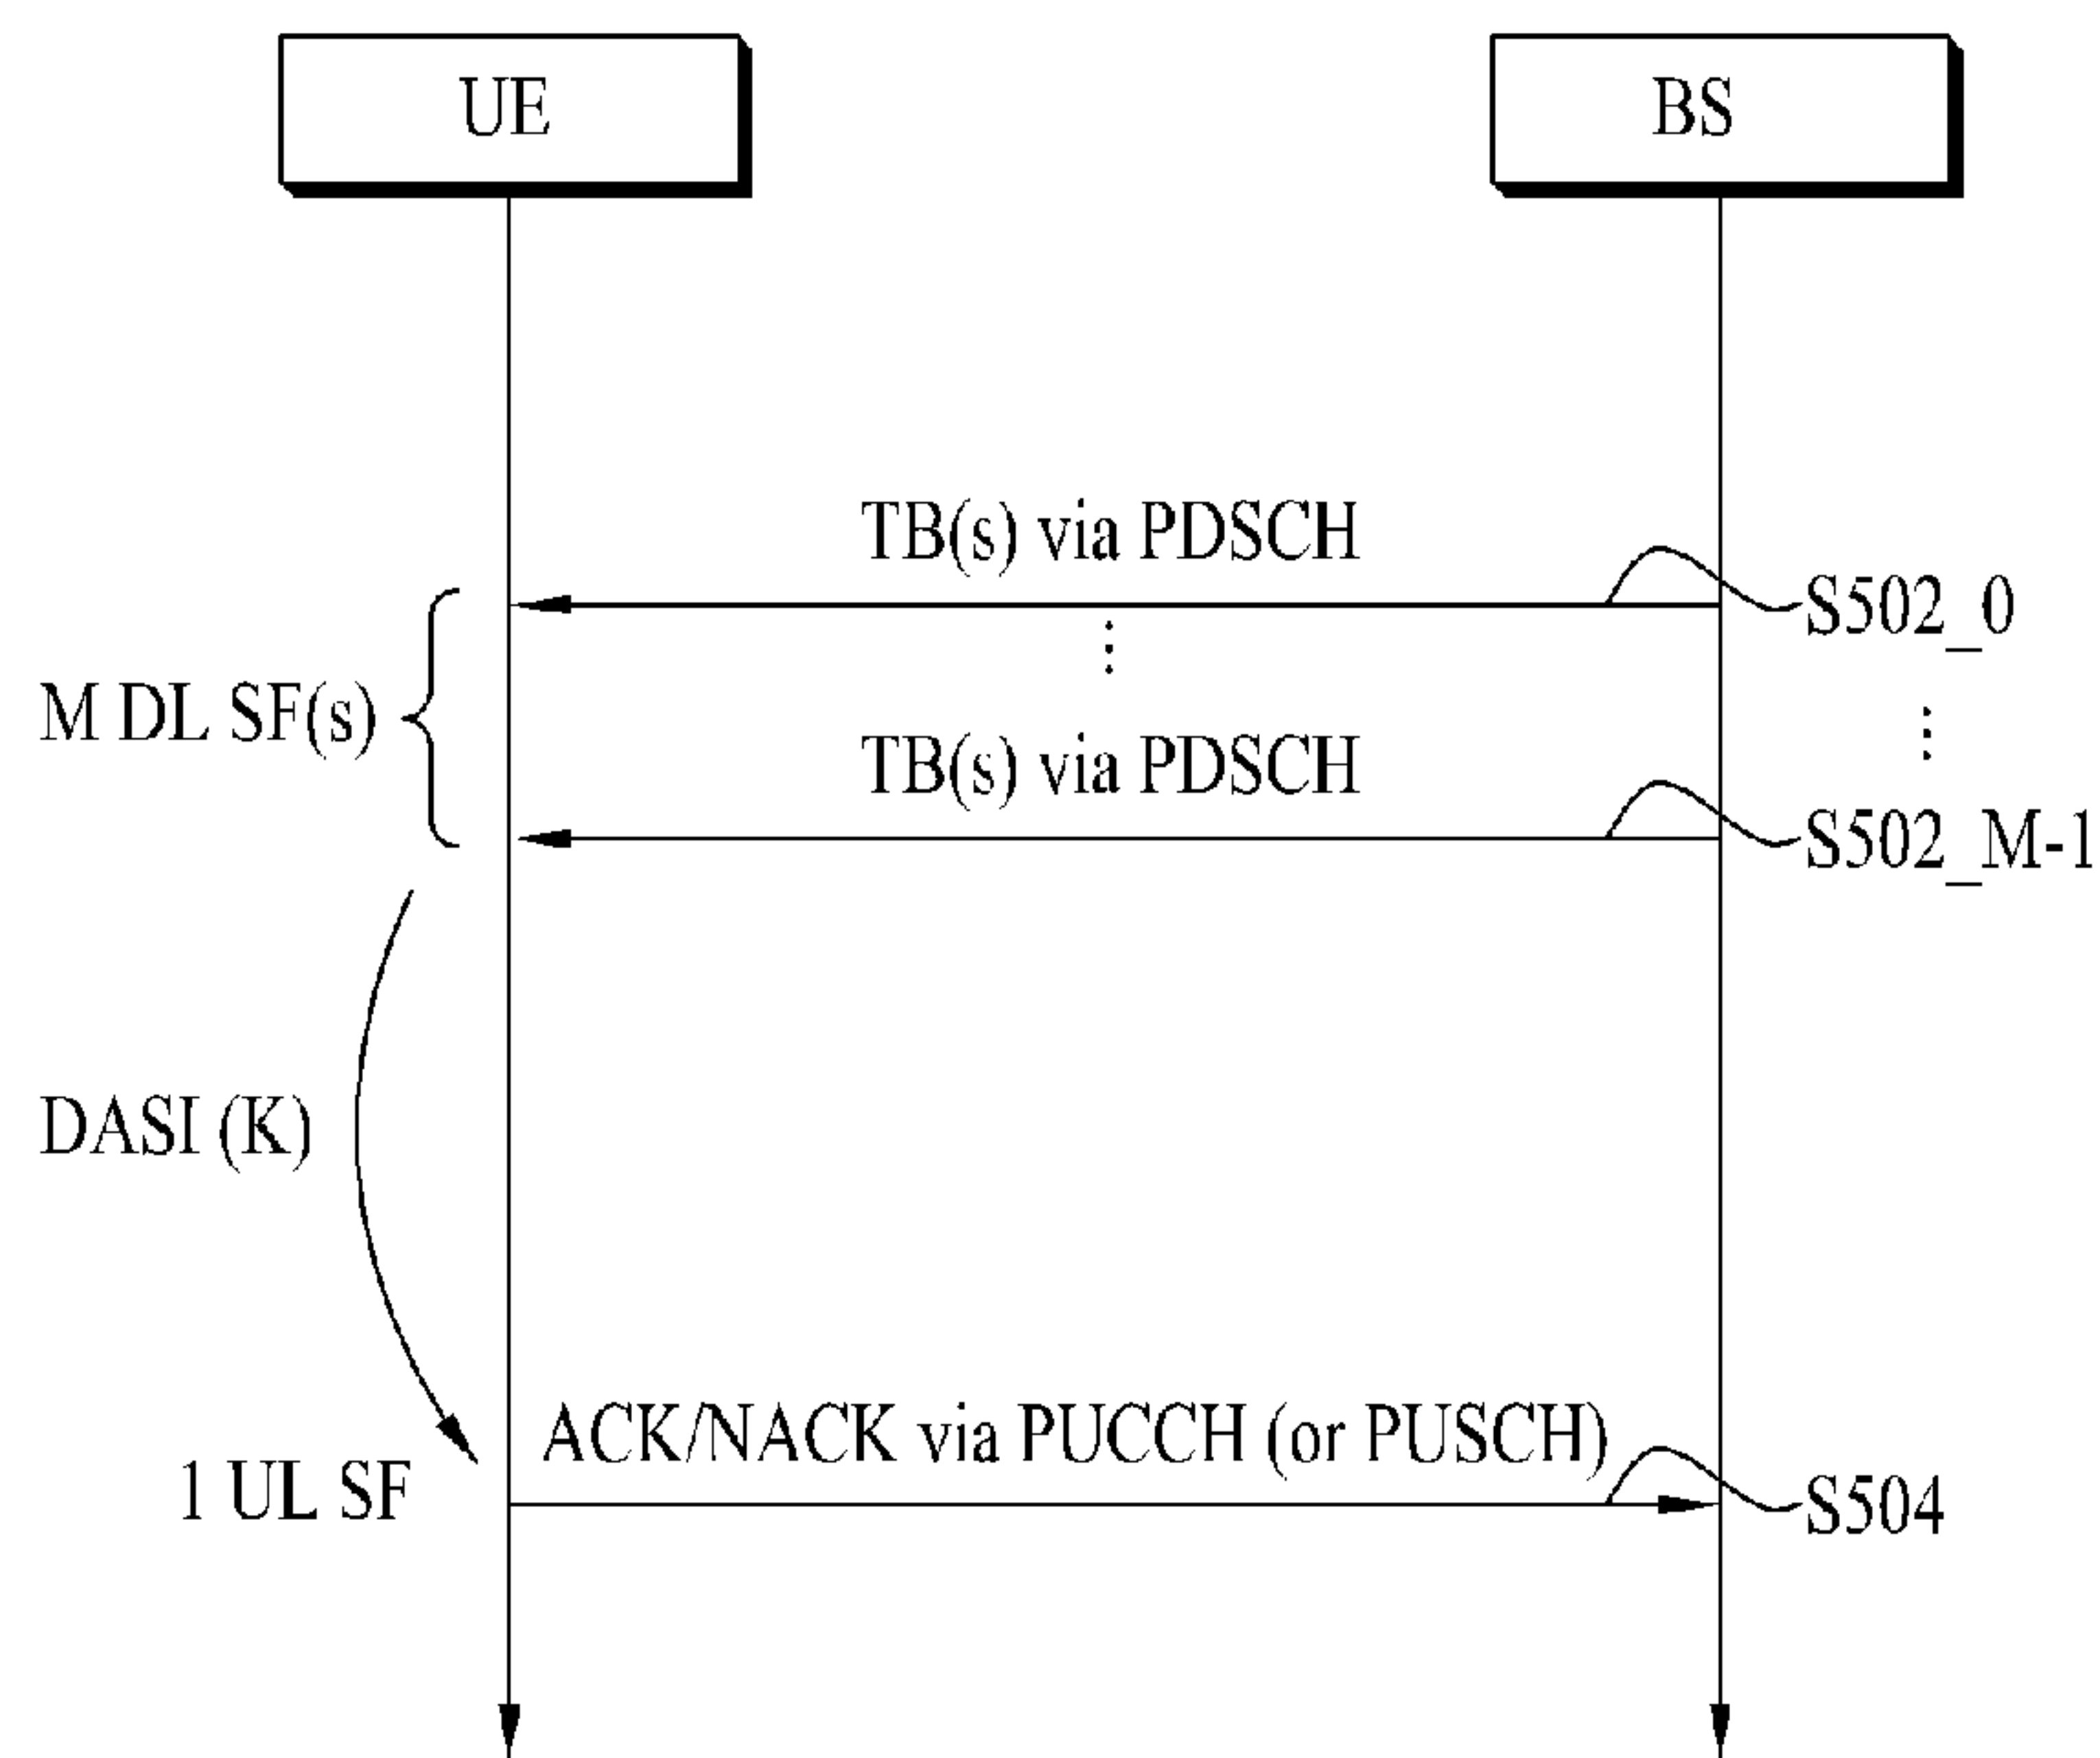 UE
BS
TB(s) via PDSCH
S502_0
M DL SF(s)
TB(s) via PDSCH
S502_M-1
DASI (K)
ACK/NACK via PUCCH (or PUSCH)
1 UL SF
S504